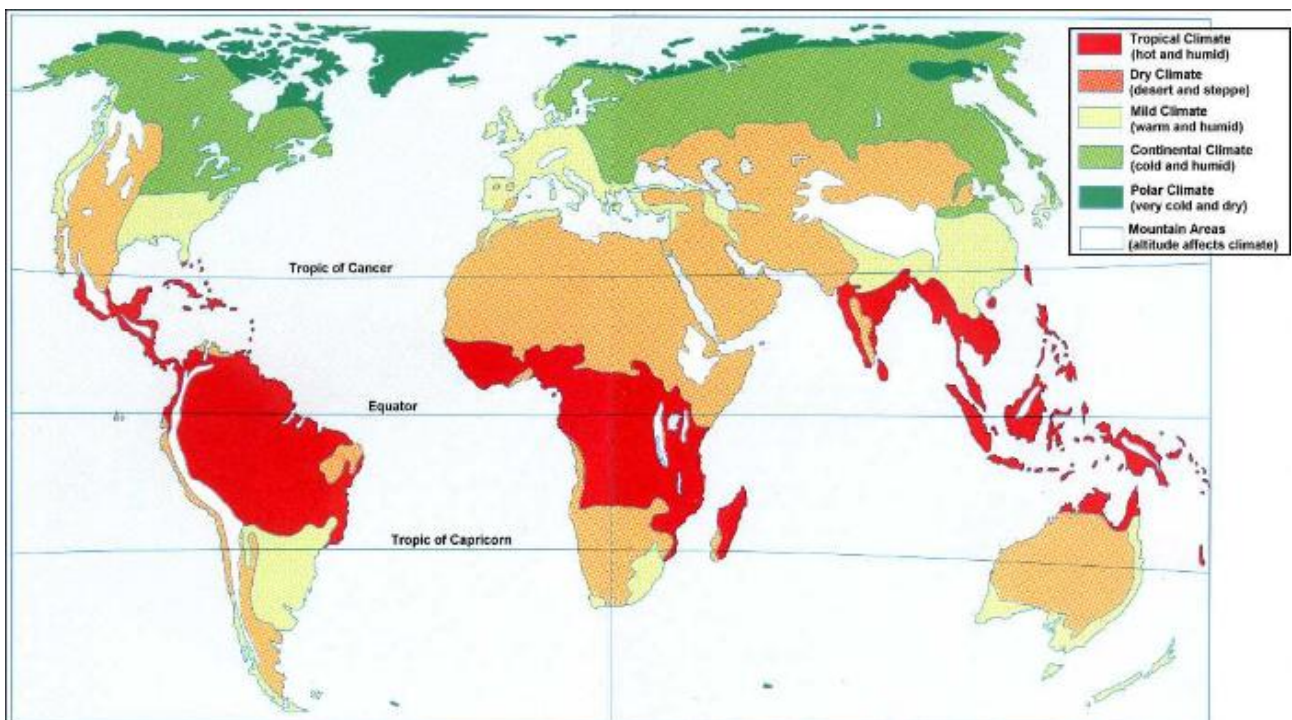 Tropical Climate
(hot and humid)
Dry Climate
(desert and steppe)
Mild Climate
(warm and humid)
Continental Climate
(cold and humid)
Polar Climate
(very cold and dry)
Mountain Areas
(altitude affects climate)
Tropic of Cancer
Equator
Tropic of Capricorn